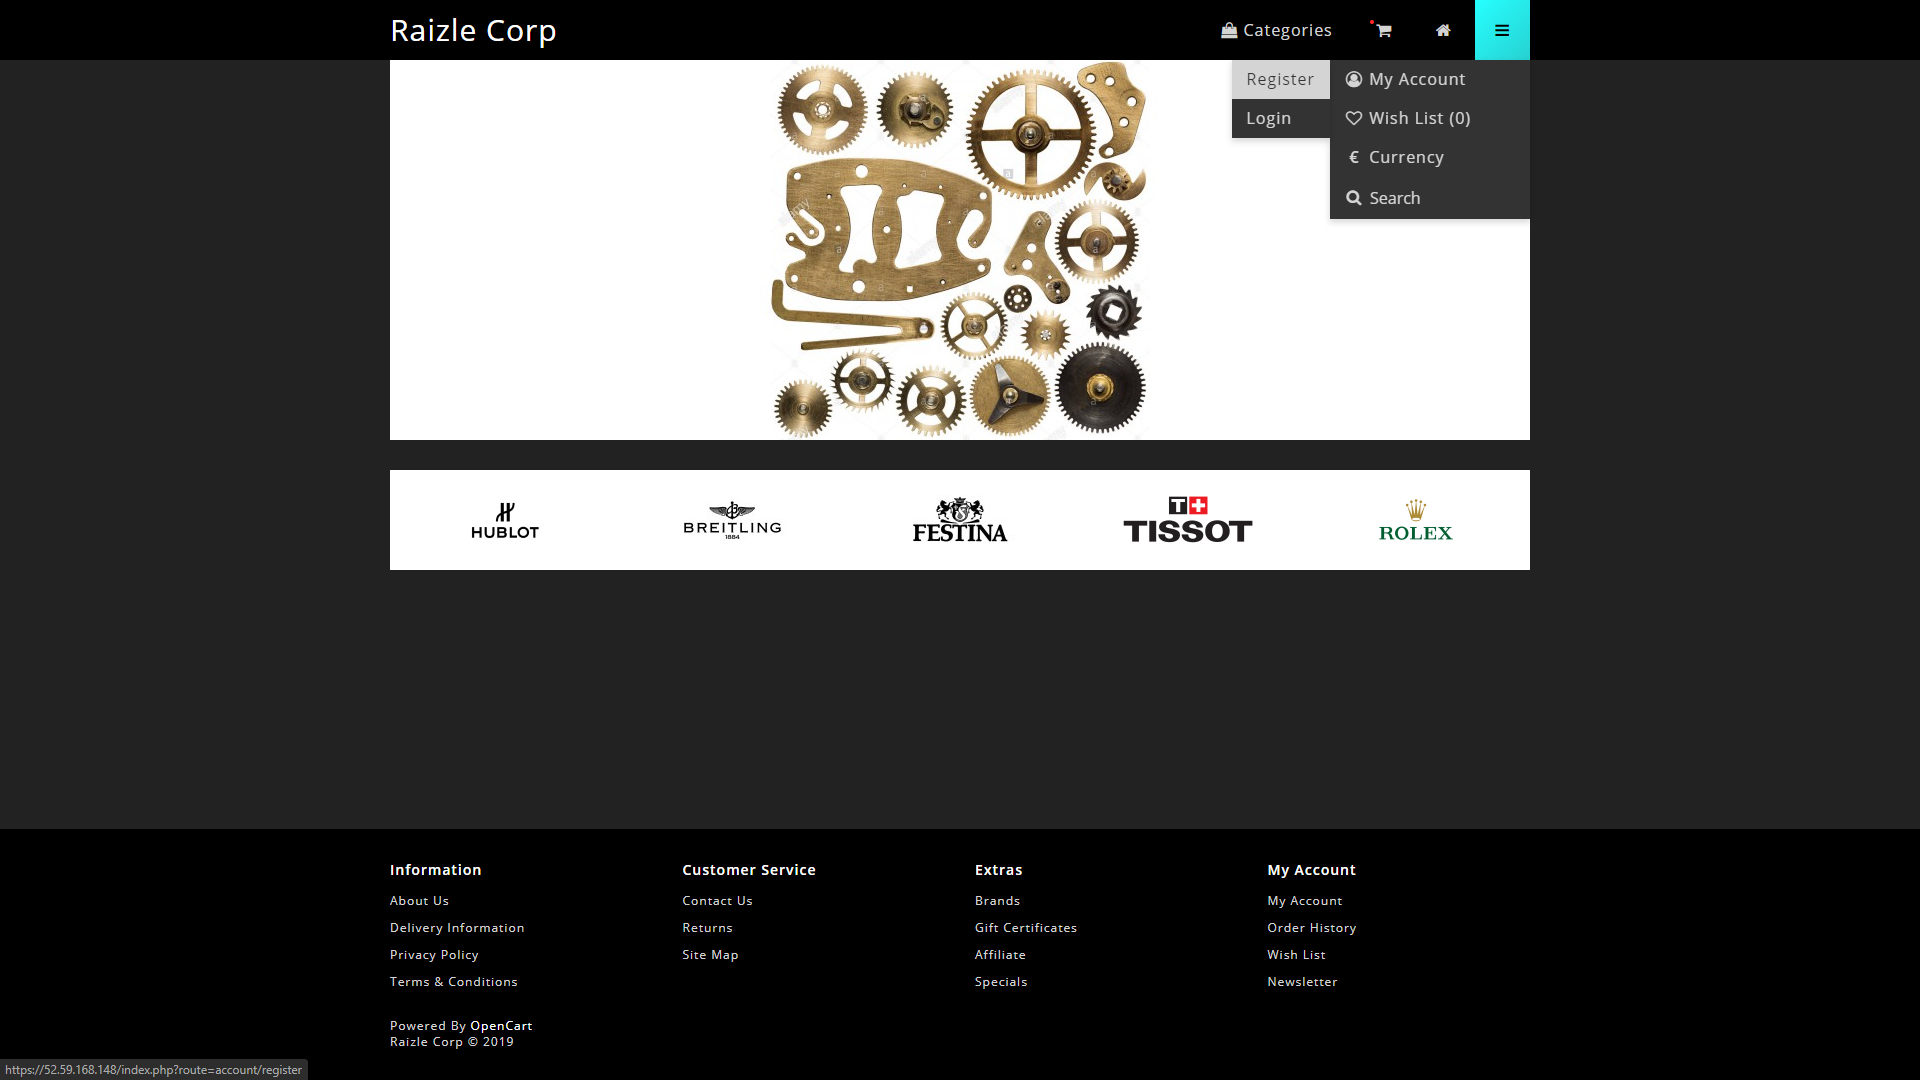 Raizle Corp
Categories
Register
Login
My Account
Wish List (0)
€ Currency
Search
HUBLOT
BREITLING
1884
FESTINA
T+
TISSOT
ROLEX
Information
About Us
Delivery Information
Privacy Policy
Terms & Conditions
Customer Service
Contact Us
Returns
Site Map
Extras
Brands
Gift Certificates
Affiliate
Specials
My Account
My Account
Order History
Wish List
Newsletter
Powered By OpenCart
Raizle Corp © 2019
https://52.59.168.148/index.php?route=account/register